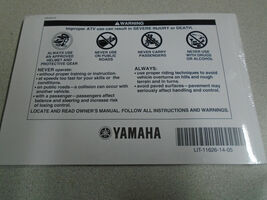 WARNING
Improper ATV use can result in SEVERE INJURY or DEATH.
ALWAYS USE
AN APPROVED
HELMET AND
PROTECTIVE GEAR
NEVER USE
ON PUBLIC
ROADS
NEVER CARRY
PASSENGERS
NEVER USE
WITH DRUGS
OR ALCOHOL
NEVER operate:
• without proper training or instruction.
• at speeds too fast for your skills or the
conditions.
• on public roads - a collision can occur with
another vehicle.
• with a passenger - passengers affect
balance and steering and increase risk
of losing control.
ALWAYS:
• use proper riding techniques to avoid
vehicle overturns on hills and rough
terrain and in turns.
• avoid paved surfaces - pavement may
seriously affect handling and control.
LOCATE AND READ OWNER'S MANUAL. FOLLOW ALL INSTRUCTIONS AND WARNINGS.
YAMAHA
LIT-11626-14-05